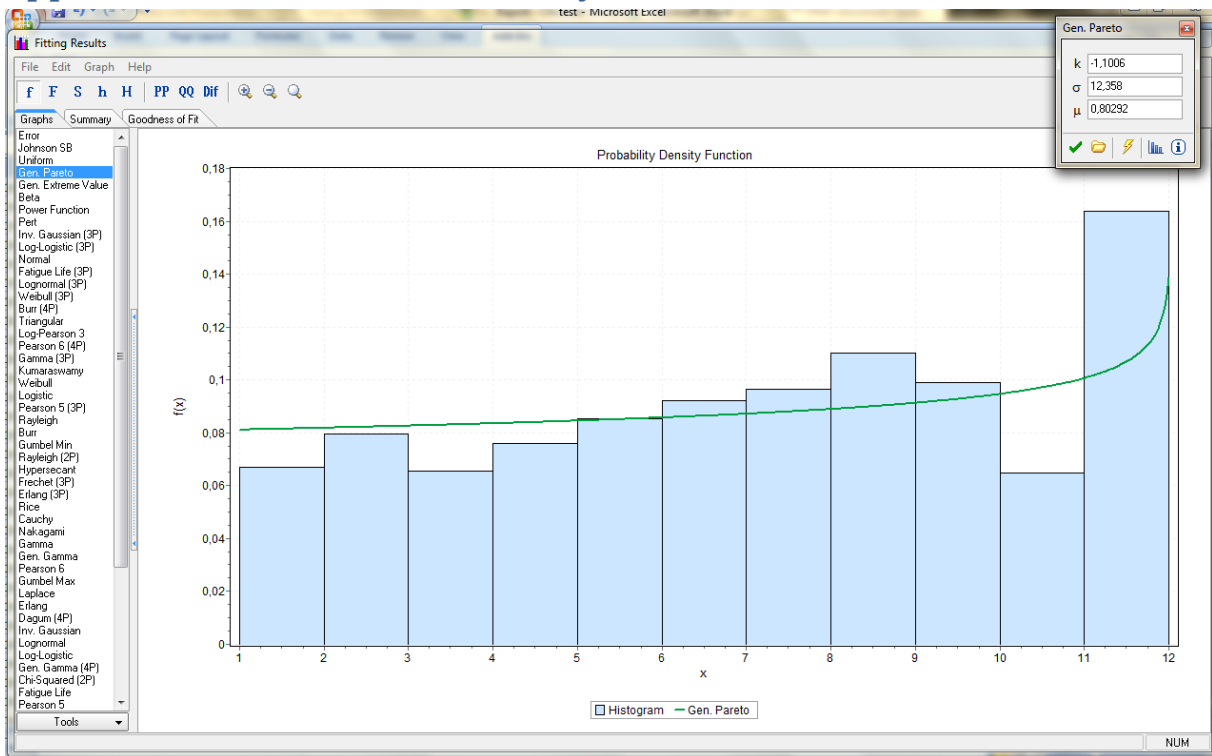 test - Microsoft Excel
Fitting Results
File Edit Graph Help
f F S h H PP QQ Dif
Graphs Summary Goodness of Fit
Error
Johnson SB
Uniform
Gen. Pareto
Gen. Extreme Value
Beta
Power Function
Pert
Inv. Gaussian (3P)
Log-Logistic (3P)
Normal
Fatigue Life (3P)
Lognormal (3P)
Weibull (3P)
Burr (4P)
Triangular
Log-Pearson 3
Pearson 6 (4P)
Gamma (3P)
Kumaraswamy
Weibull
Logistic
Pearson 5 (3P)
Rayleigh
Burr
Gumbel Min
Rayleigh (2P)
Hypersecant
Frechet (3P)
Erlang (3P)
Rice
Cauchy
Nakagami
Gamma
Gen. Gamma
Pearson 6
Gumbel Max
Laplace
Erlang
Dagum (4P)
Inv. Gaussian
Lognormal
Log-Logistic
Gen. Gamma (4P)
Chi-Squared (2P)
Fatigue Life
Pearson 5
Tools
Probability Density Function
0,18
0,16
0,14
0,12
0,1
0,08
0,06
0,04
0,02
0
f(x)
1 2 3 4 5 6 7 8 9 10 11 12
x
Histogram Gen. Pareto
Gen. Pareto
k -1,1006
σ 12,358
μ 0,80292
NUM